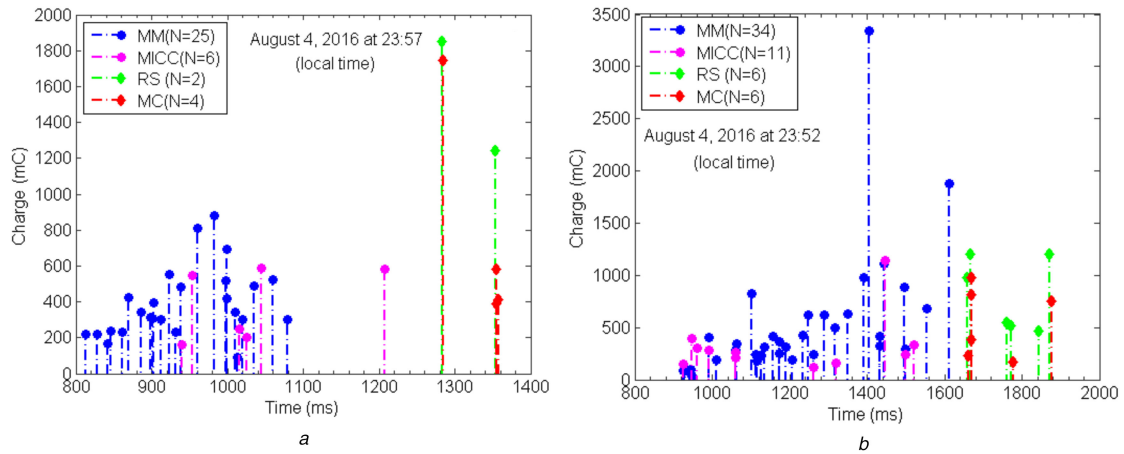 2000
1800
1600
1400
1200
1000
800
600
400
200
0
Charge (mC)
MM(N=25)
MICC(N=6)
RS (N=2)
MC(N=4)
August 4, 2016 at 23:57
(local time)
800 900 1000 1100 1200 1300 1400
Time (ms)
a
3500
3000
2500
2000
1500
1000
500
0
Charge (mC)
MM(N=34)
MICC(N=11)
RS (N=6)
MC(N=6)
August 4, 2016 at 23:52
(local time)
800 1000 1200 1400 1600 1800 2000
Time (ms)
b